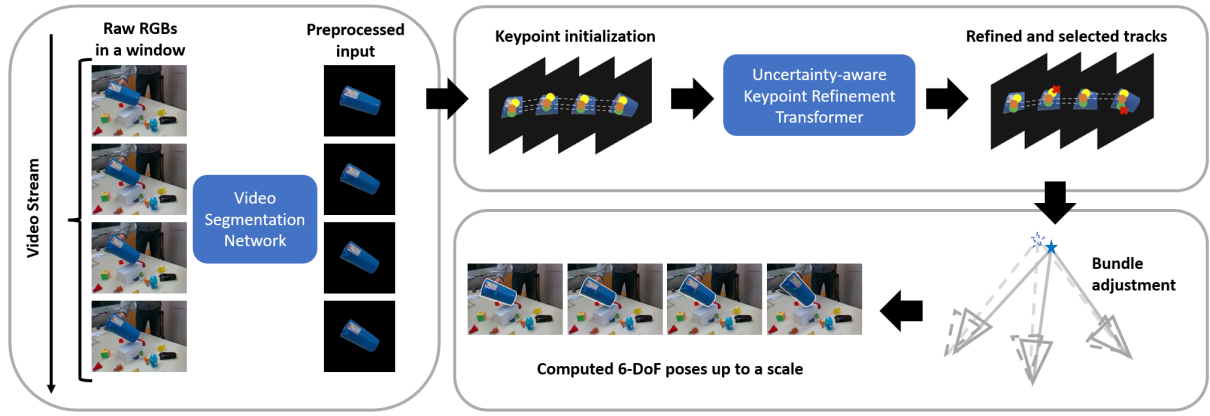 Raw RGBs
in a window
Preprocessed
input
Video Stream
Video
Segmentation
Network
Keypoint initialization
Uncertainty-aware
Keypoint Refinement
Transformer
Refined and selected tracks
Bundle
adjustment
Computed 6-DoF poses up to a scale